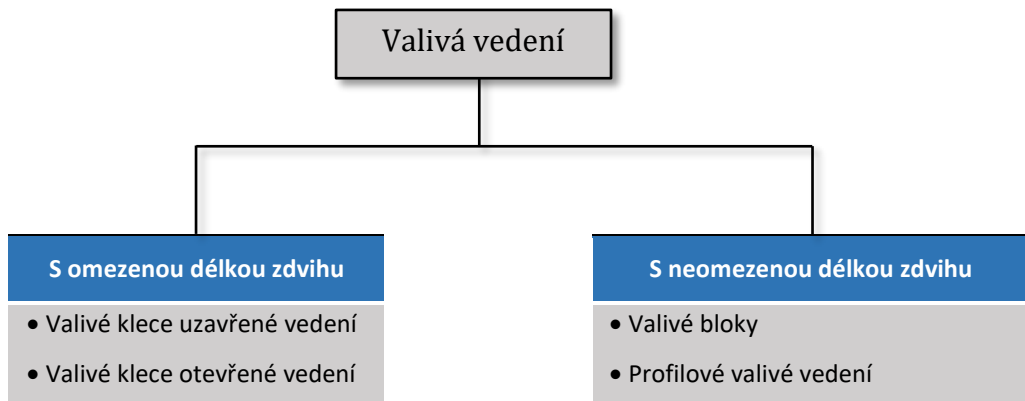 Valivá vedení
S omezenou délkou zdvihu
• Valivé klece uzavřené vedení
• Valivé klece otevřené vedení
S neomezenou délkou zdvihu
• Valivé bloky
• Profilové valivé vedení